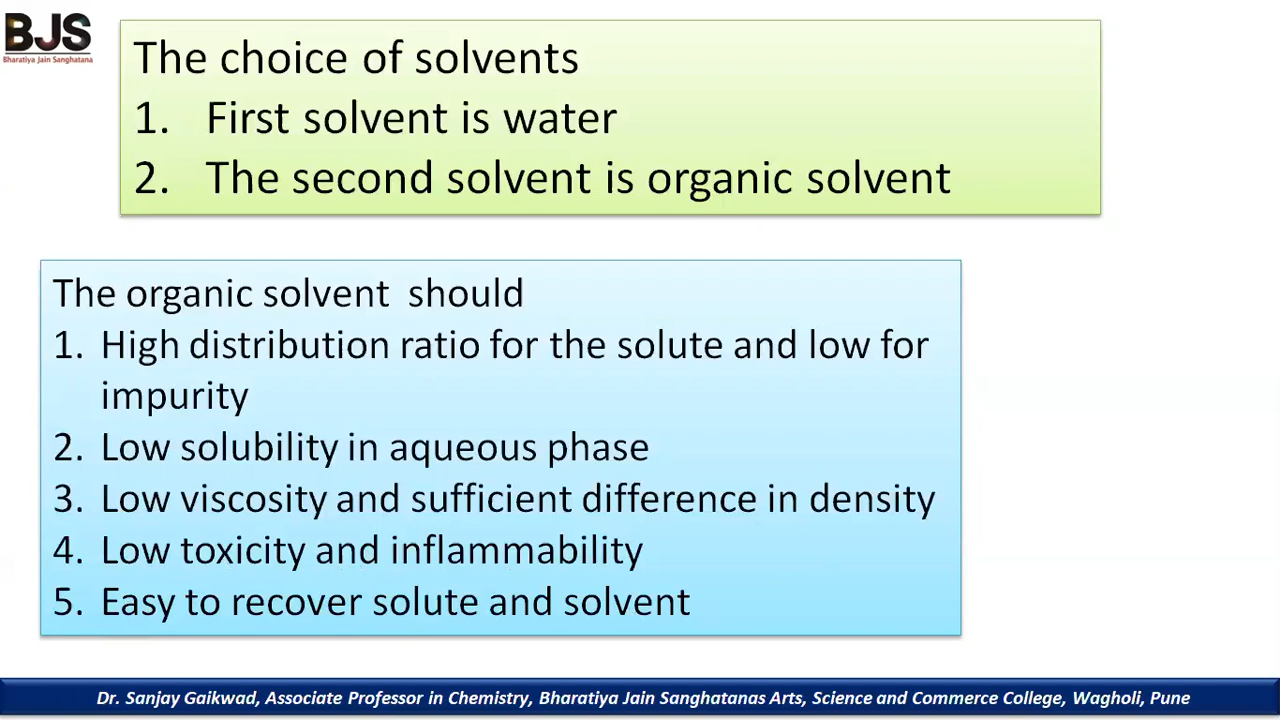 BJS
Bharatiya Jain Sanghatana
The choice of solvents
1. First solvent is water
2. The second solvent is organic solvent
The organic solvent should
1. High distribution ratio for the solute and low for
impurity
2. Low solubility in aqueous phase
3. Low viscosity and sufficient difference in density
4. Low toxicity and inflammability
5. Easy to recover solute and solvent
Dr. Sanjay Gaikwad, Associate Professor in Chemistry, Bharatiya Jain Sanghatanas Arts, Science and Commerce College, Wagholi, Pune